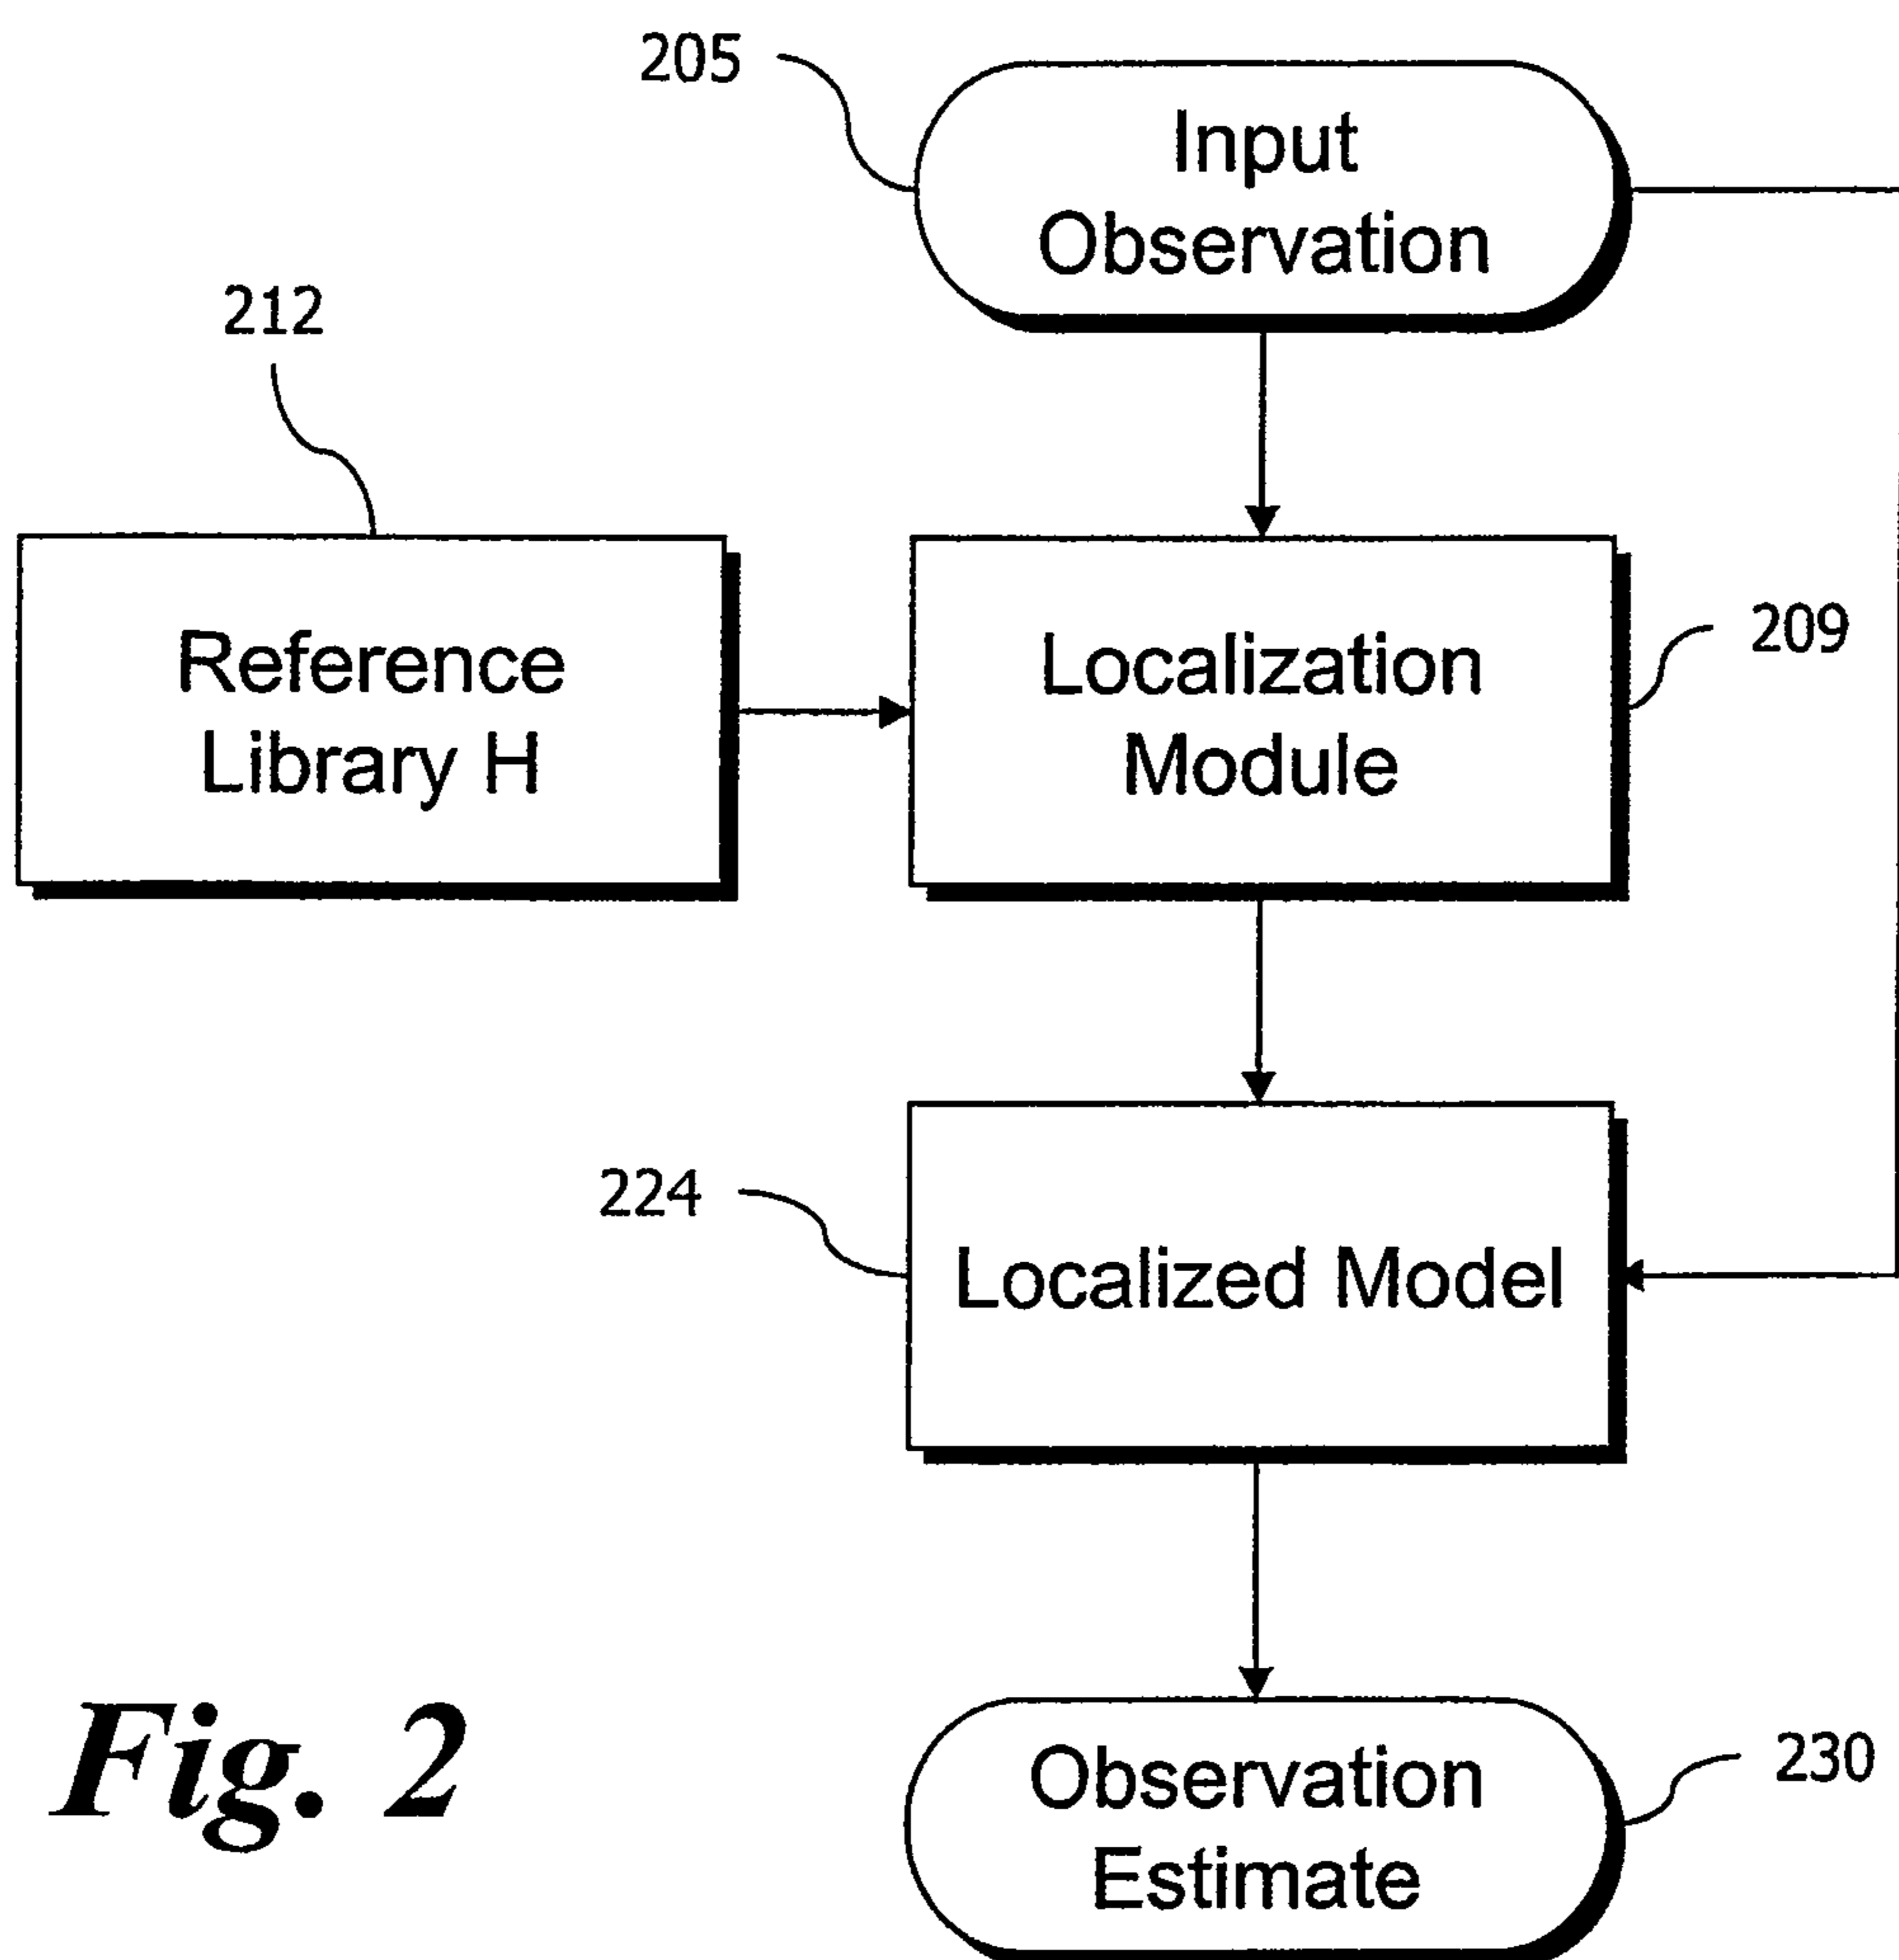 205
Input
Observation
212
Reference
Library H
Localization
Module
209
224
Localized Model
Fig. 2
Observation
Estimate
230